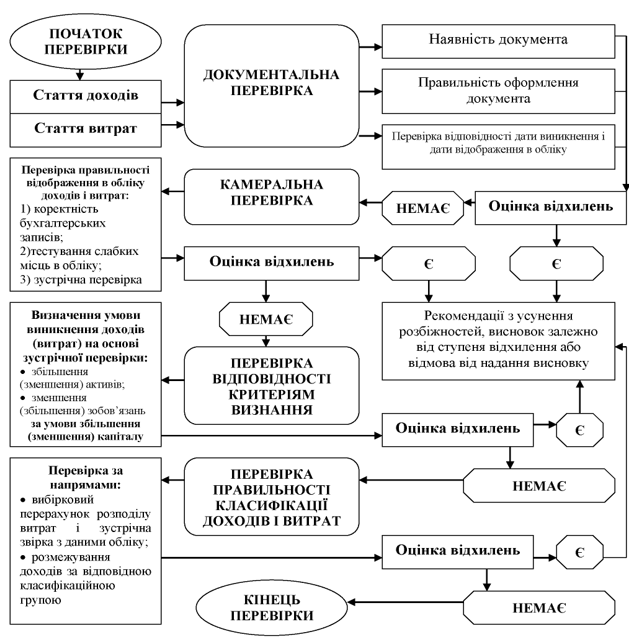 ПОЧАТОК
ПЕРЕВІРКИ
Стаття доходів
Стаття витрат
ДОКУМЕНТАЛЬНА
ПЕРЕВІРКА
Наявність документа
Правильність оформлення
документа
Перевірка відповідності дати виникнення і
дати відображення в обліку
Перевірка правильності
відображення в обліку
доходів і витрат:
1) коректність
бухгалтерських
записів;
2)тестування слабких
місць в обліку;
3) зустрічна перевірка
КАМЕРАЛЬНА
ПЕРЕВІРКА
НЕМАЄ
Оцінка відхилень
Оцінка відхилень
Є
Є
НЕМАЄ
Рекомендації з усунення
розбіжностей, висновок залежно
від ступеня відхилення або
відмова від надання висновку
Визначення умови
виникнення доходів
(витрат) на основі
зустрічної перевірки:
• збільшення
(зменшення) активів;
• зменшення
(збільшення) зобов’язань
за умови збільшення
(зменшення) капіталу
ПЕРЕВІРКА
ВІДПОВІДНОСТІ
КРИТЕРІЯМ
ВИЗНАННЯ
Оцінка відхилень
Є
НЕМАЄ
Перевірка за
напрямами:
• вибірковий
перерахунок розподілу
витрат і зустрічна
звірка з даними обліку;
• розмежування
доходів за відповідною
класифікаційною
групою
ПЕРЕВІРКА
ПРАВИЛЬНОСТІ
КЛАСИФІКАЦІЇ
ДОХОДІВ І ВИТРАТ
Оцінка відхилень
Є
НЕМАЄ
КІНЕЦЬ
ПЕРЕВІРКИ